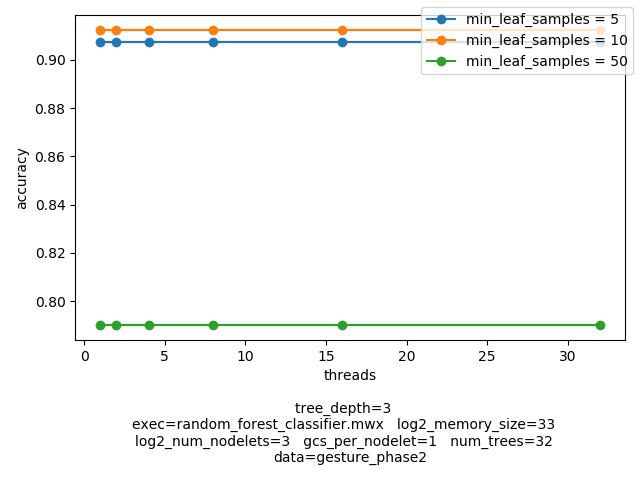 min_leaf_samples = 5
min_leaf_samples = 10
min_leaf_samples = 50
0.90
0.88
0.86
0.84
0.82
0.80
accuracy
0 5 10 15 20 25 30
threads
tree_depth=3
exec=random_forest_classifier.mwx log2_memory_size=33
log2_num_nodelets=3 gcs_per_nodelet=1 num_trees=32
data=gesture_phase2